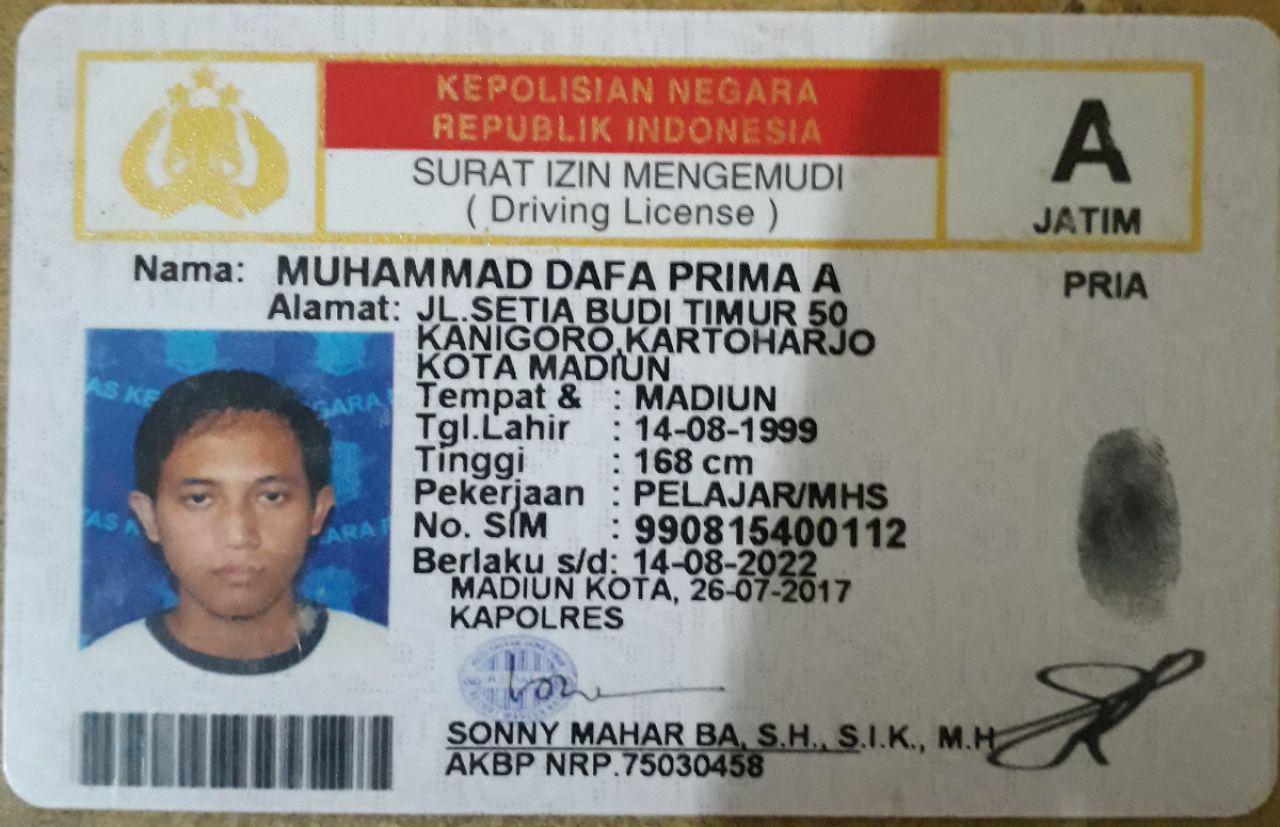 KEPOLISIAN NEGARA
REPUBLIK INDONESIA
SURAT IZIN MENGEMUDI
( Driving License )
A
JATIM
Nama: MUHAMMAD DAFA PRIMA A
PRIA
Alamat: JL.SETIA BUDI TIMUR 50
KANIGORO,KARTOHARJO
KOTA MADIUN
Tempat & : MADIUN
Tgl.Lahir : 14-08-1999
Tinggi : 168 cm
Pekerjaan : PELAJAR/MHS
No. SIM : 990815400112
Berlaku s/d: 14-08-2022
MADIUN KOTA, 26-07-2017
KAPOLRES
SONNY MAHAR BA, S.H., S.I.K., M.H
AKBP NRP.75030458